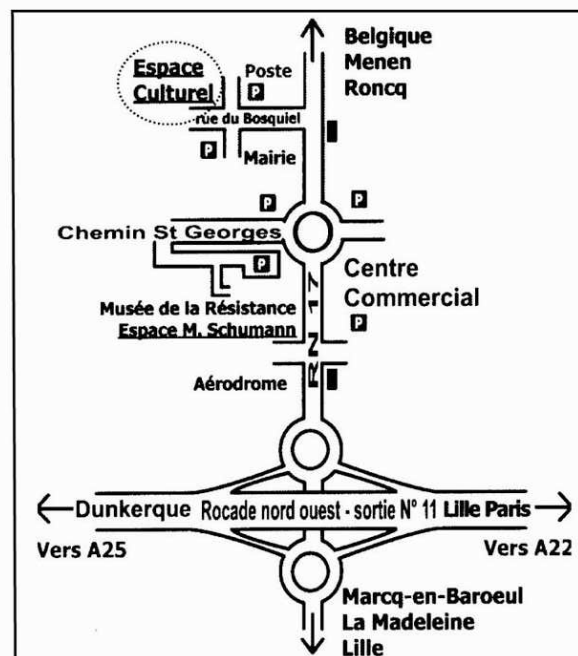 Belgique
Menen
Roncq
Espace
Culturel
Poste
P
rue du Bosquiel
P
Mairie
P
P
Chemin St Georges
P
Centre
Commercial
Musée de la Résistance
Espace M. Schumann
P
RN 17
Aérodrome
Dunkerque
Rocade nord ouest - sortie N° 11
Lille Paris
Vers A25
Vers A22
Marcq-en-Baroeul
La Madeleine
Lille